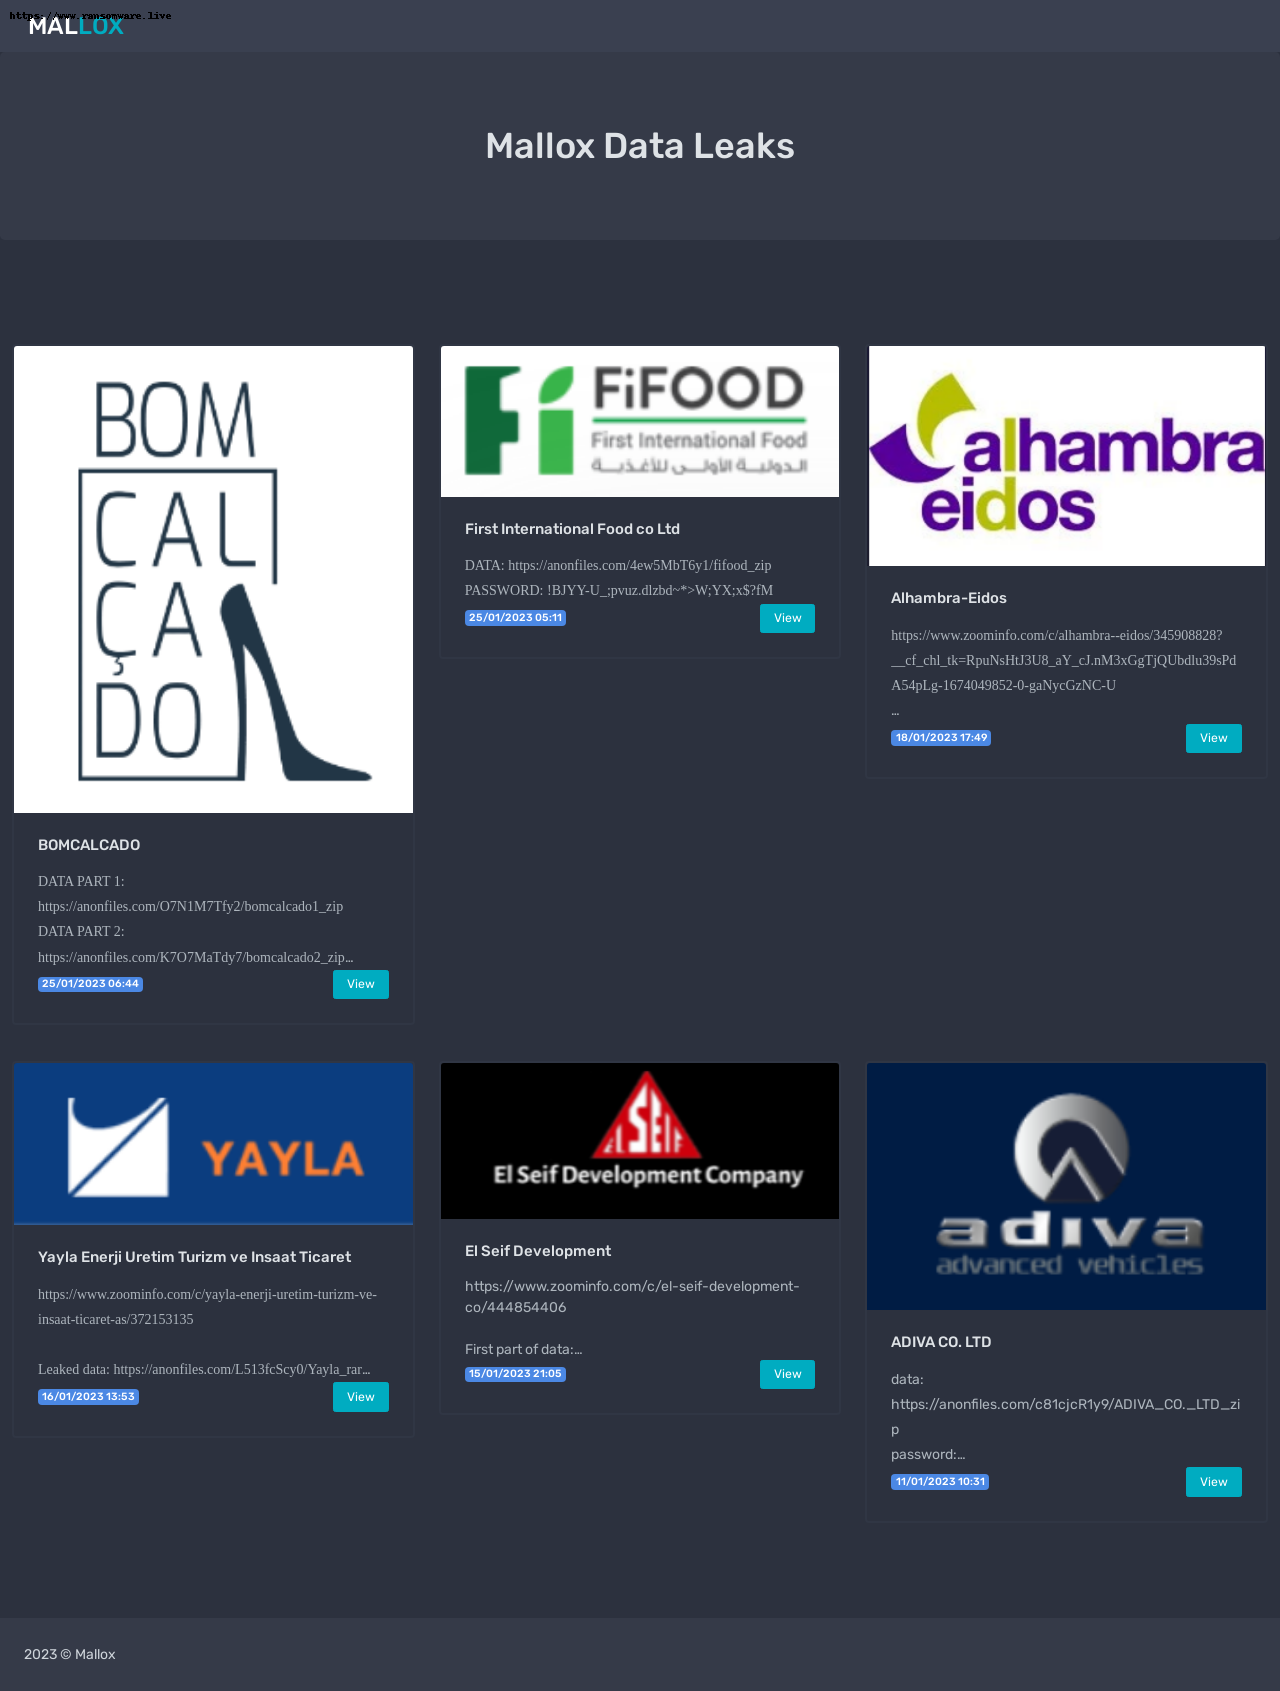 https://www.ransomware.live
MALLOX
Mallox Data Leaks
BOM
CAL
ÇA
DO
BOMCALCADO
DATA PART 1:
https://anonfiles.com/O7N1M7Tfy2/bomcalcado1_zip
DATA PART 2:
https://anonfiles.com/K7O7MaTdy7/bomcalcado2_zip...
25/01/2023 06:44
View
FiFOOD
First International Food
الدولية الأولى للأغذية
First International Food co Ltd
DATA: https://anonfiles.com/4ew5MbT6y1/fifood_zip
PASSWORD: !BJYY-U_;pvuz.dlzbd~*>W;YX;x$?fM
25/01/2023 05:11
View
alhambra
eidos
Alhambra-Eidos
https://www.zoominfo.com/c/alhambra--eidos/345908828?
__cf_chl_tk=RpuNsHtJ3U8_aY_cJ.nM3xGgTjQUbdlu39sPd
A54pLg-1674049852-0-gaNycGzNC-U
...
18/01/2023 17:49
View
YAYLA
Yayla Enerji Uretim Turizm ve Insaat Ticaret
https://www.zoominfo.com/c/yayla-enerji-uretim-turizm-ve-
insaat-ticaret-as/372153135
Leaked data: https://anonfiles.com/L513fcScy0/Yayla_rar...
16/01/2023 13:53
View
EL SEIF
El Seif Development Company
El Seif Development
https://www.zoominfo.com/c/el-seif-development-
co/444854406
First part of data:...
15/01/2023 21:05
View
adiva
advanced vehicles
ADIVA CO. LTD
data:
https://anonfiles.com/c81cjcR1y9/ADIVA_CO._LTD_zi
p
password:...
11/01/2023 10:31
View
2023 © Mallox